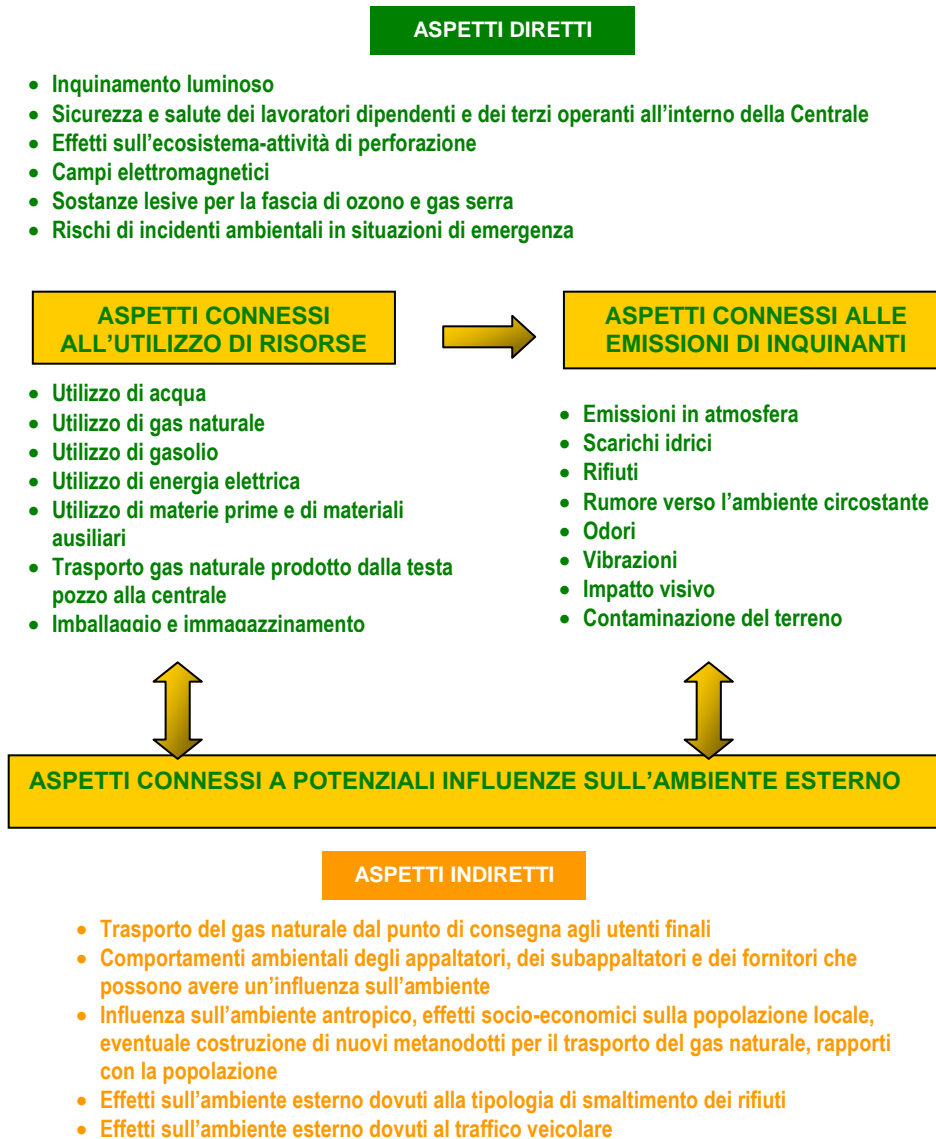 ASPETTI DIRETTI
• Inquinamento luminoso
• Sicurezza e salute dei lavoratori dipendenti e dei terzi operanti all'interno della Centrale
• Effetti sull'ecosistema-attività di perforazione
• Campi elettromagnetici
• Sostanze lesive per la fascia di ozono e gas serra
• Rischi di incidenti ambientali in situazioni di emergenza
ASPETTI CONNESSI
ALL'UTILIZZO DI RISORSE
• Utilizzo di acqua
• Utilizzo di gas naturale
• Utilizzo di gasolio
• Utilizzo di energia elettrica
• Utilizzo di materie prime e di materiali
ausiliari
• Trasporto gas naturale prodotto dalla testa
pozzo alla centrale
• Imballaggio e immagazzinamento
ASPETTI CONNESSI ALLE
EMISSIONI DI INQUINANTI
• Emissioni in atmosfera
• Scarichi idrici
• Rifiuti
• Rumore verso l'ambiente circostante
• Odori
• Vibrazioni
• Impatto visivo
• Contaminazione del terreno
ASPETTI CONNESSI A POTENZIALI INFLUENZE SULL'AMBIENTE ESTERNO
ASPETTI INDIRETTI
• Trasporto del gas naturale dal punto di consegna agli utenti finali
• Comportamenti ambientali degli appaltatori, dei subappaltatori e dei fornitori che
possono avere un'influenza sull'ambiente
• Influenza sull'ambiente antropico, effetti socio-economici sulla popolazione locale,
eventuale costruzione di nuovi metanodotti per il trasporto del gas naturale, rapporti
con la popolazione
• Effetti sull'ambiente esterno dovuti alla tipologia di smaltimento dei rifiuti
• Effetti sull'ambiente esterno dovuti al traffico veicolare